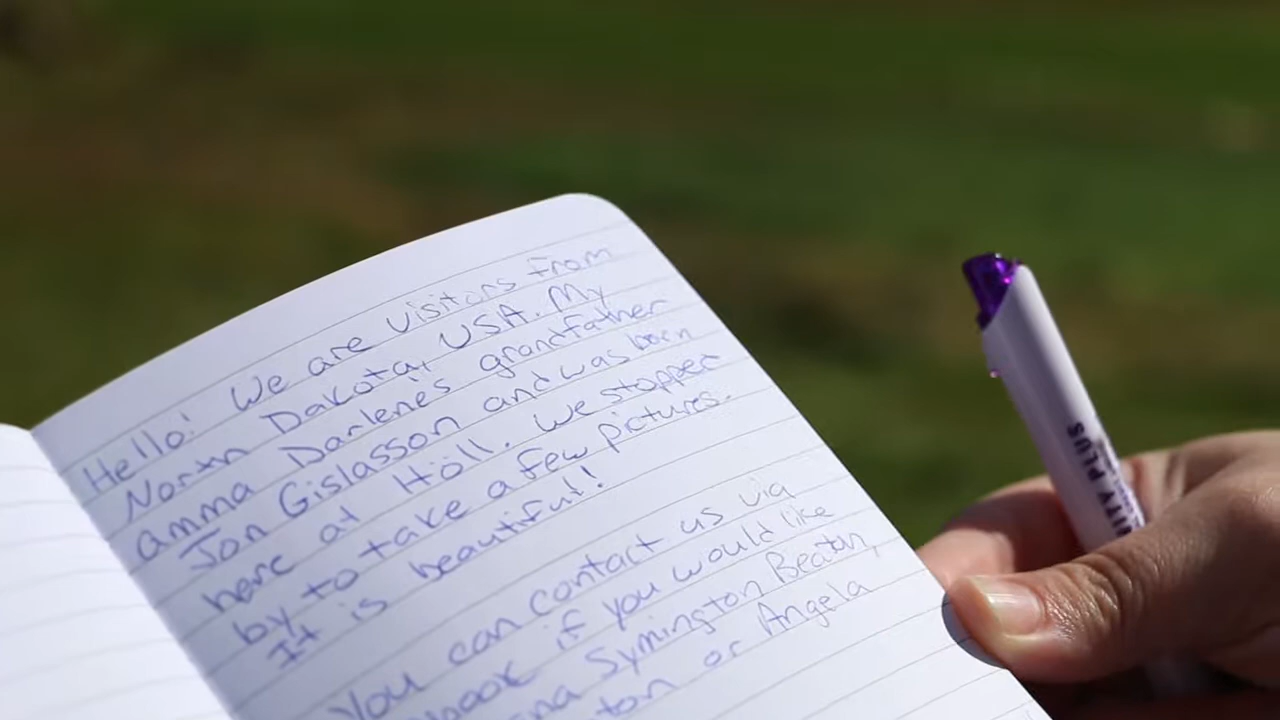 Hello! We are visitors from
North Dakota, USA. My
amma Darlene's grandfather
Jon Gislasson and was born
here at Höll. We stopped
by to take a few pictures.
It is beautiful!
You can contact us via
if you would like
Symington Beaton,
or Angela
ITY PLUS